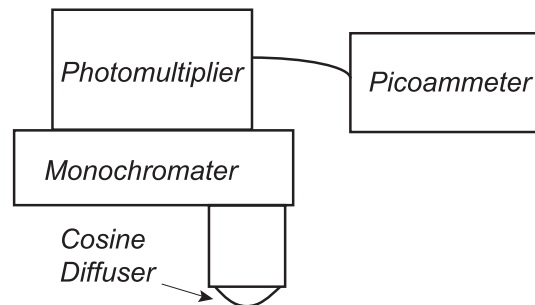 Photomultiplier
Picoammeter
Monochromater
Cosine
Diffuser